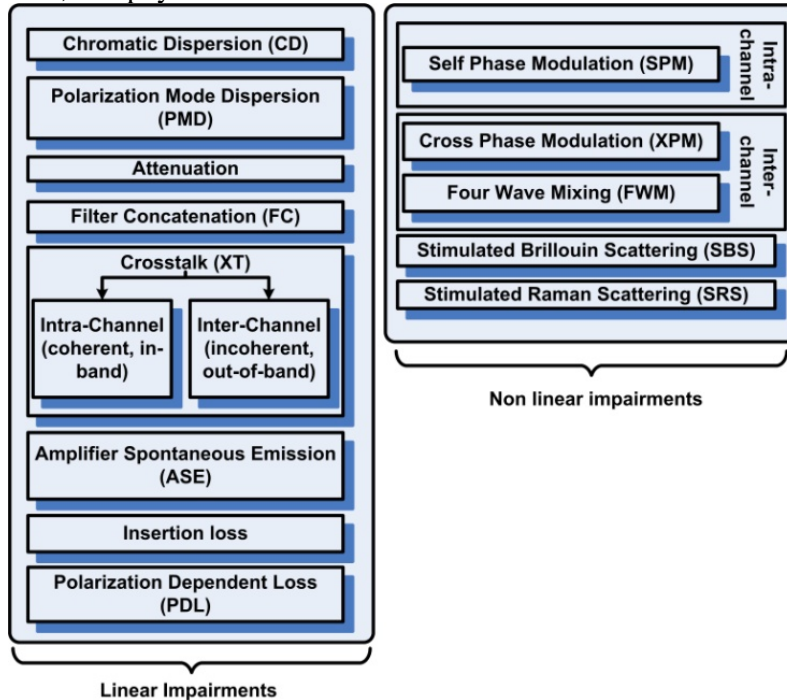 Chromatic Dispersion (CD)
Polarization Mode Dispersion
(PMD)
Attenuation
Filter Concatenation (FC)
Crosstalk (XT)
Intra-Channel
(coherent, in-
band)
Inter-Channel
(incoherent,
out-of-band)
Amplifier Spontaneous Emission
(ASE)
Insertion loss
Polarization Dependent Loss
(PDL)
Linear Impairments
Self Phase Modulation (SPM)
Intra-
channel
Cross Phase Modulation (XPM)
Four Wave Mixing (FWM)
Inter-
channel
Stimulated Brillouin Scattering (SBS)
Stimulated Raman Scattering (SRS)
Non linear impairments